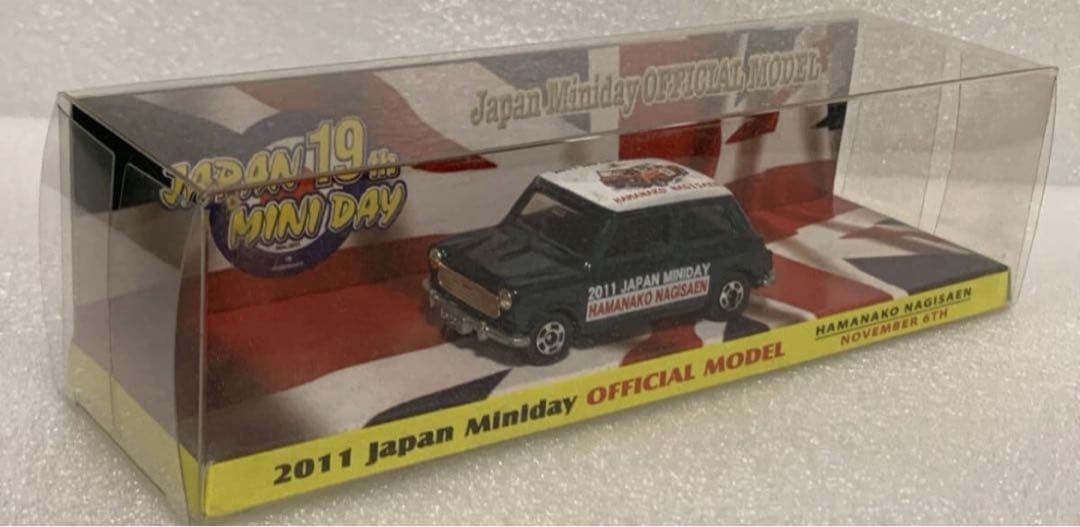 Japan Miniday OFFICIAL MODEL
JAPAN 19th
MINI DAY
HAMANAKO NAGISAEN
2011 JAPAN MINIDAY
HAMANAKO NAGISAEN
2011 Japan Miniday OFFICIAL MODEL
HAMANAKO NAGISAEN
NOVEMBER 6TH